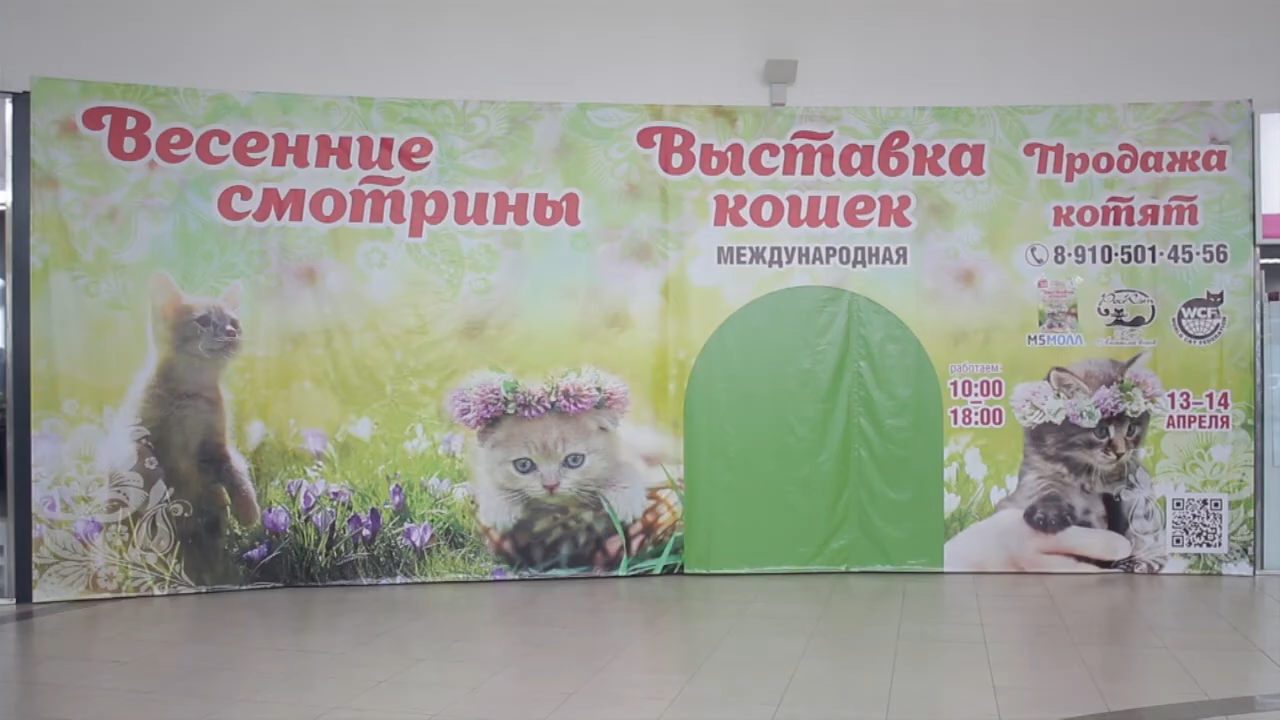 Весенние
смотрины
Выставка
кошек
МЕЖДУНАРОДНАЯ
Продажа
котят
8·910·501·45·56
М5МОЛЛ
WCF
работаем:
10:00
–
18:00
13–14
АПРЕЛЯ